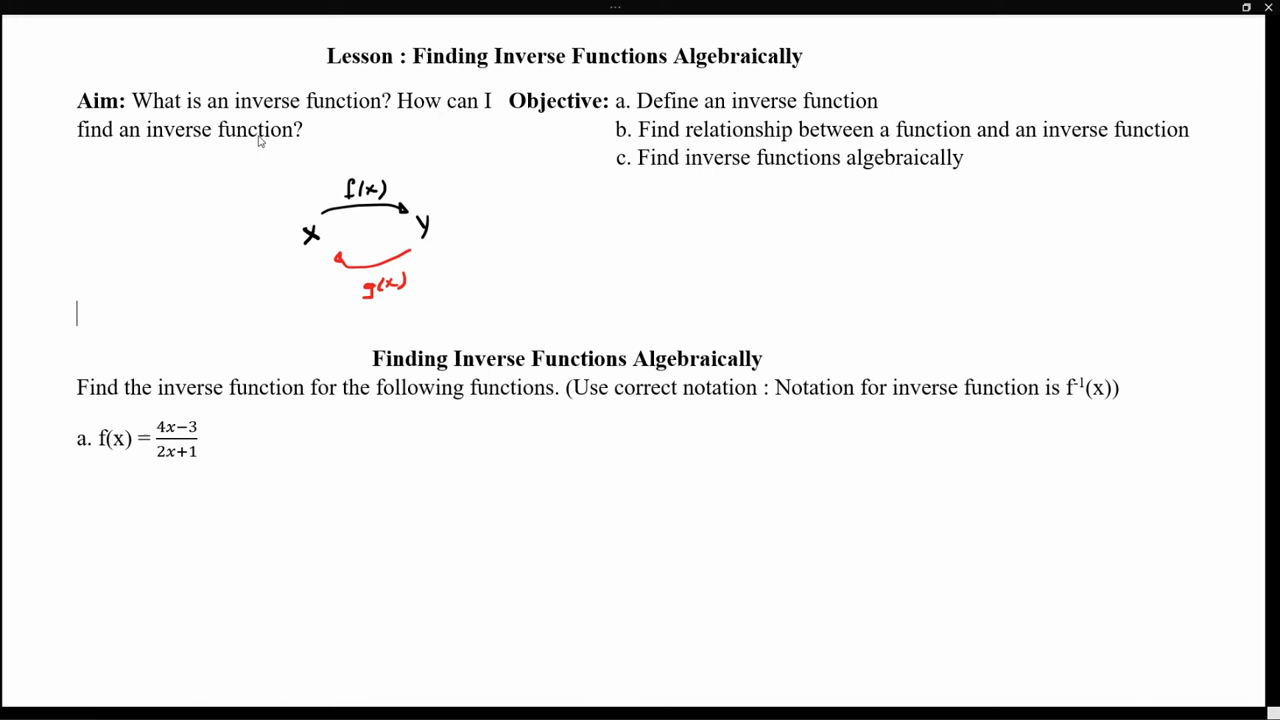 Lesson : Finding Inverse Functions Algebraically
Aim: What is an inverse function? How can I find an inverse function?
Objective: a. Define an inverse function
b. Find relationship between a function and an inverse function
c. Find inverse functions algebraically
f(x)
x y
g(x)
Finding Inverse Functions Algebraically
Find the inverse function for the following functions. (Use correct notation : Notation for inverse function is f⁻¹(x))
a. f(x) = (4x−3)/(2x+1)